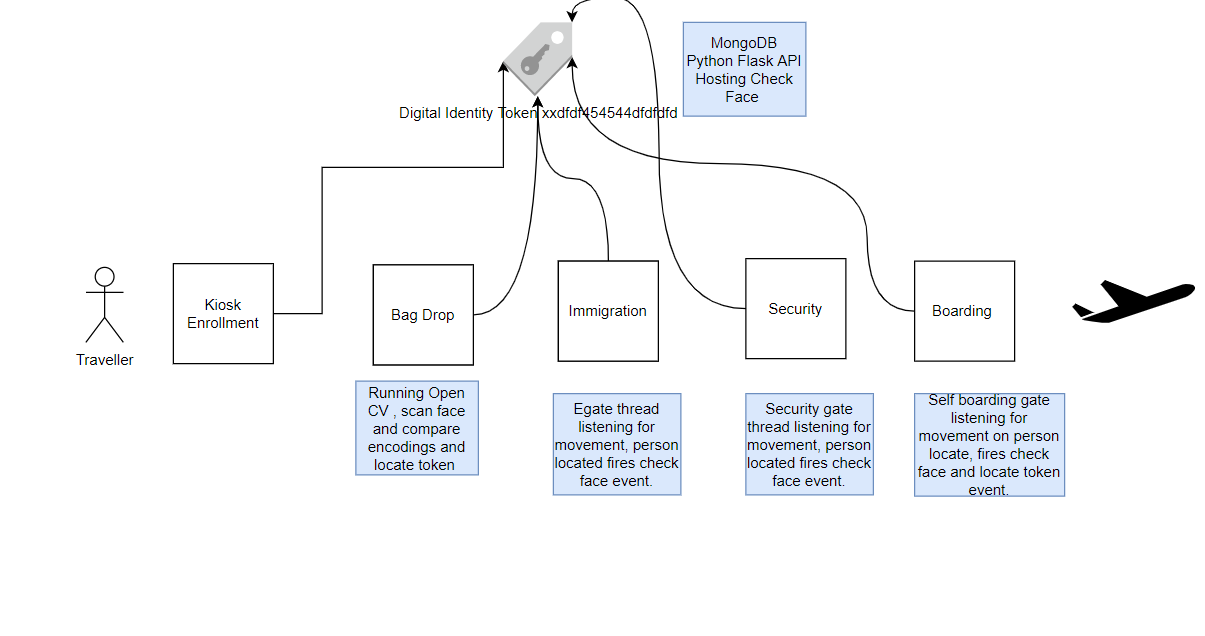 MongoDB
Python Flask API
Hosting Check
Face
Digital Identity Token xxdfdf454544dfdfdfd
Traveller
Kiosk
Enrollment
Bag Drop
Immigration
Security
Boarding
Running Open
CV , scan face
and compare
encodings and
locate token
Egate thread
listening for
movement, person
located fires check
face event.
Security gate
thread listening for
movement, person
located fires check
face event.
Self boarding gate
listening for
movement on person
locate, fires check
face and locate token
event.